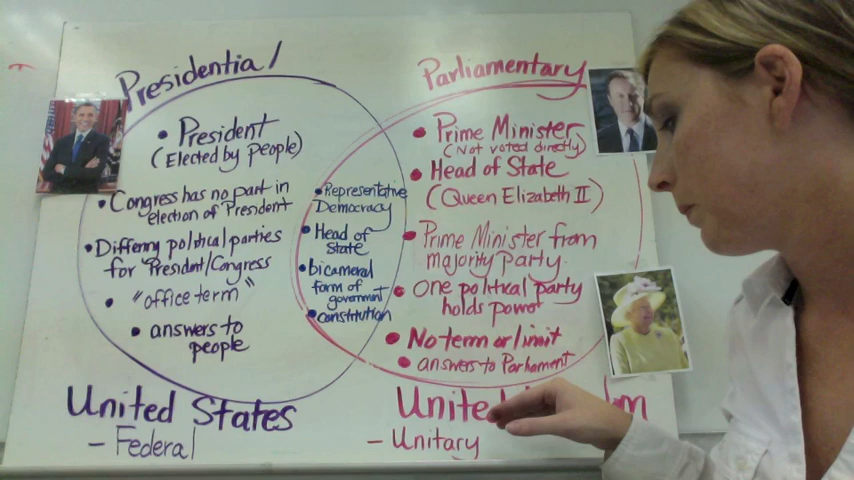 Presidential
• President
(Elected by people)
• Congress has no part in
election of President
• Differing political parties
for President/Congress
• "office term"
• answers to
people
United States
- Federal
• Representative
Democracy
• Head of
State
• bicameral
form of
government
• constitution
Parliamentary
• Prime Minister
(Not voted directly)
• Head of State
(Queen Elizabeth II)
• Prime Minister from
majority party.
• One political party
holds power
• No term or limit
• answers to Parliament
- Unitary